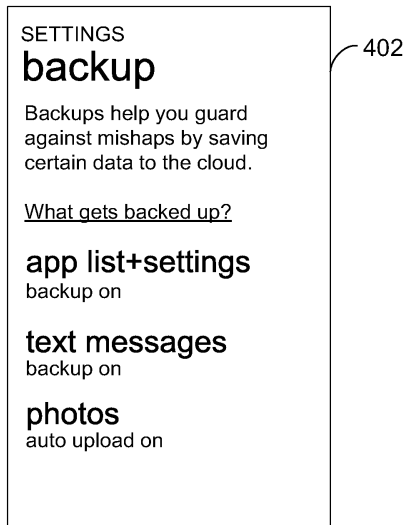 SETTINGS
backup
402
Backups help you guard
against mishaps by saving
certain data to the cloud.
What gets backed up?
app list+settings
backup on
text messages
backup on
photos
auto upload on